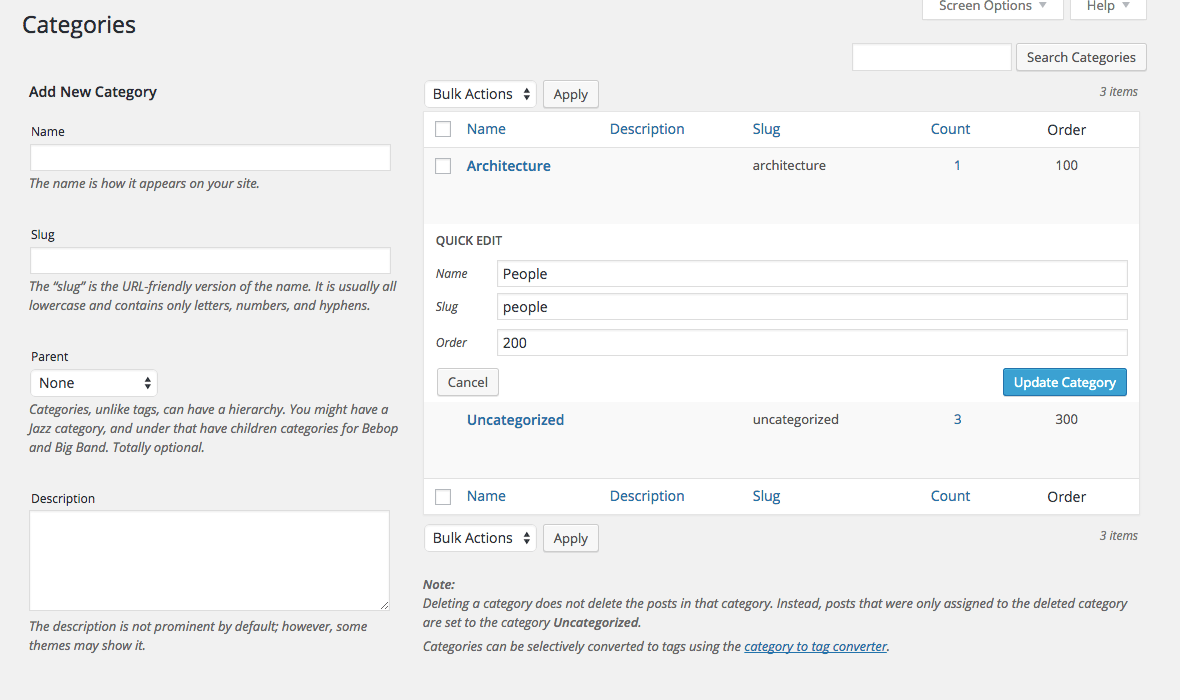 Categories
Screen Options
Help
Search Categories
Add New Category
Name
The name is how it appears on your site.
Slug
The “slug” is the URL-friendly version of the name. It is usually all
lowercase and contains only letters, numbers, and hyphens.
Parent
None
Categories, unlike tags, can have a hierarchy. You might have a
Jazz category, and under that have children categories for Bebop
and Big Band. Totally optional.
Description
The description is not prominent by default; however, some
themes may show it.
Bulk Actions Apply 3 items
Name Description Slug Count Order
Architecture architecture 1 100
QUICK EDIT
Name People
Slug people
Order 200
Cancel Update Category
Uncategorized uncategorized 3 300
Name Description Slug Count Order
Bulk Actions Apply 3 items
Note:
Deleting a category does not delete the posts in that category. Instead, posts that were only assigned to the deleted category
are set to the category Uncategorized.
Categories can be selectively converted to tags using the category to tag converter.